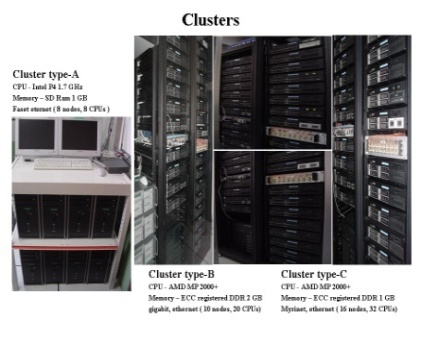 Clusters
Cluster type-A
CPU - Intel P4 1.7 GHz
Memory – SD Ram 1 GB
Faset eternet ( 8 nodes, 8 CPUs )
Cluster type-B
CPU - AMD MP 2000+
Memory – ECC registered DDR 2 GB
gigabit, ethernet ( 10 nodes, 20 CPUs)
Cluster type-C
CPU - AMD MP 2000+
Memory – ECC registered DDR 1 GB
Myrinet, ethernet ( 16 nodes, 32 CPUs)